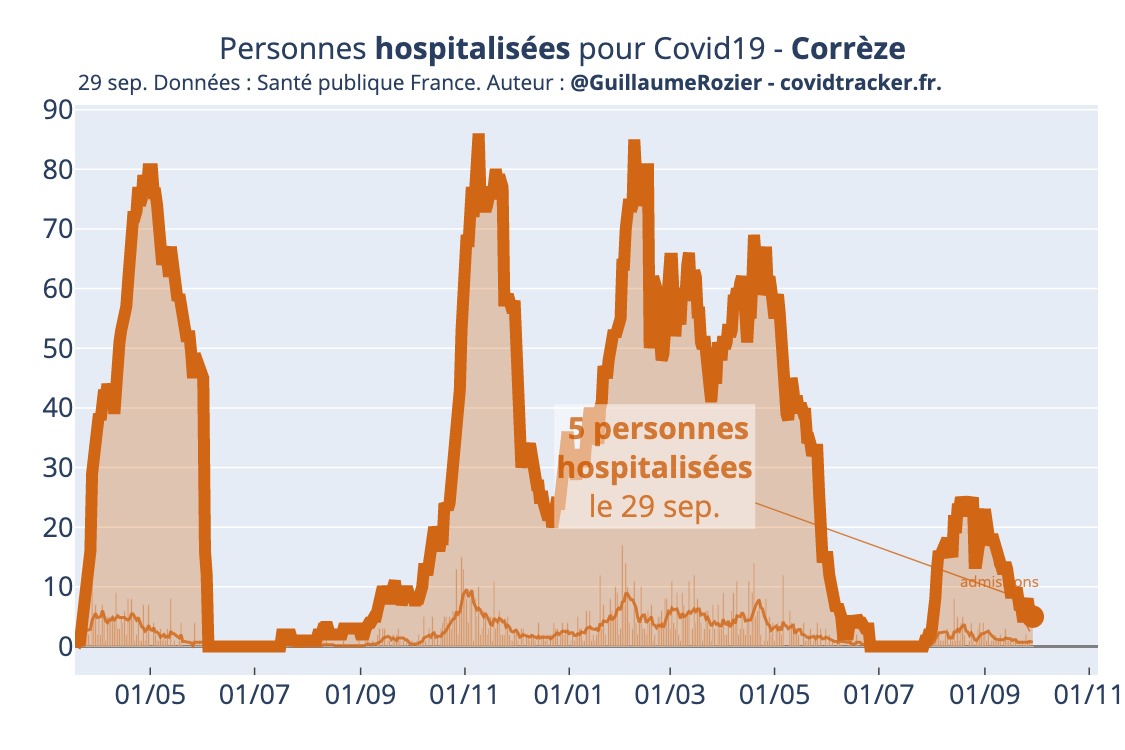 Personnes hospitalisées pour Covid19 - Corrèze
29 sep. Données : Santé publique France. Auteur : @GuillaumeRozier - covidtracker.fr.
90
80
70
60
50
40
30
20
10
0
5 personnes
hospitalisées
le 29 sep.
admissions
01/05 01/07 01/09 01/11 01/01 01/03 01/05 01/07 01/09 01/11